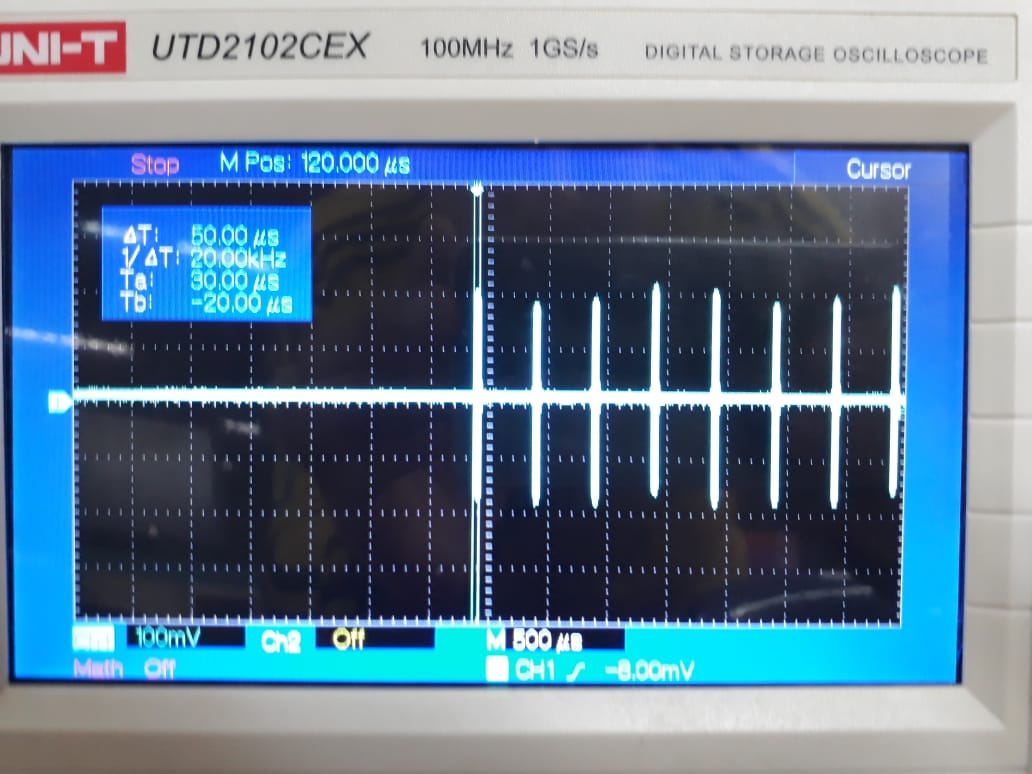 UNI-T UTD2102CEX 100MHz 1GS/s DIGITAL STORAGE OSCILLOSCOPE
Stop M Pos: 120.000 μs Cursor
ΔT: 50.00 μs
1/ΔT: 20.00kHz
Ta: 30.00 μs
Tb: -20.00 μs
100mV Ch2 Off M 500 μs
Math Off CH1 -8.00mV